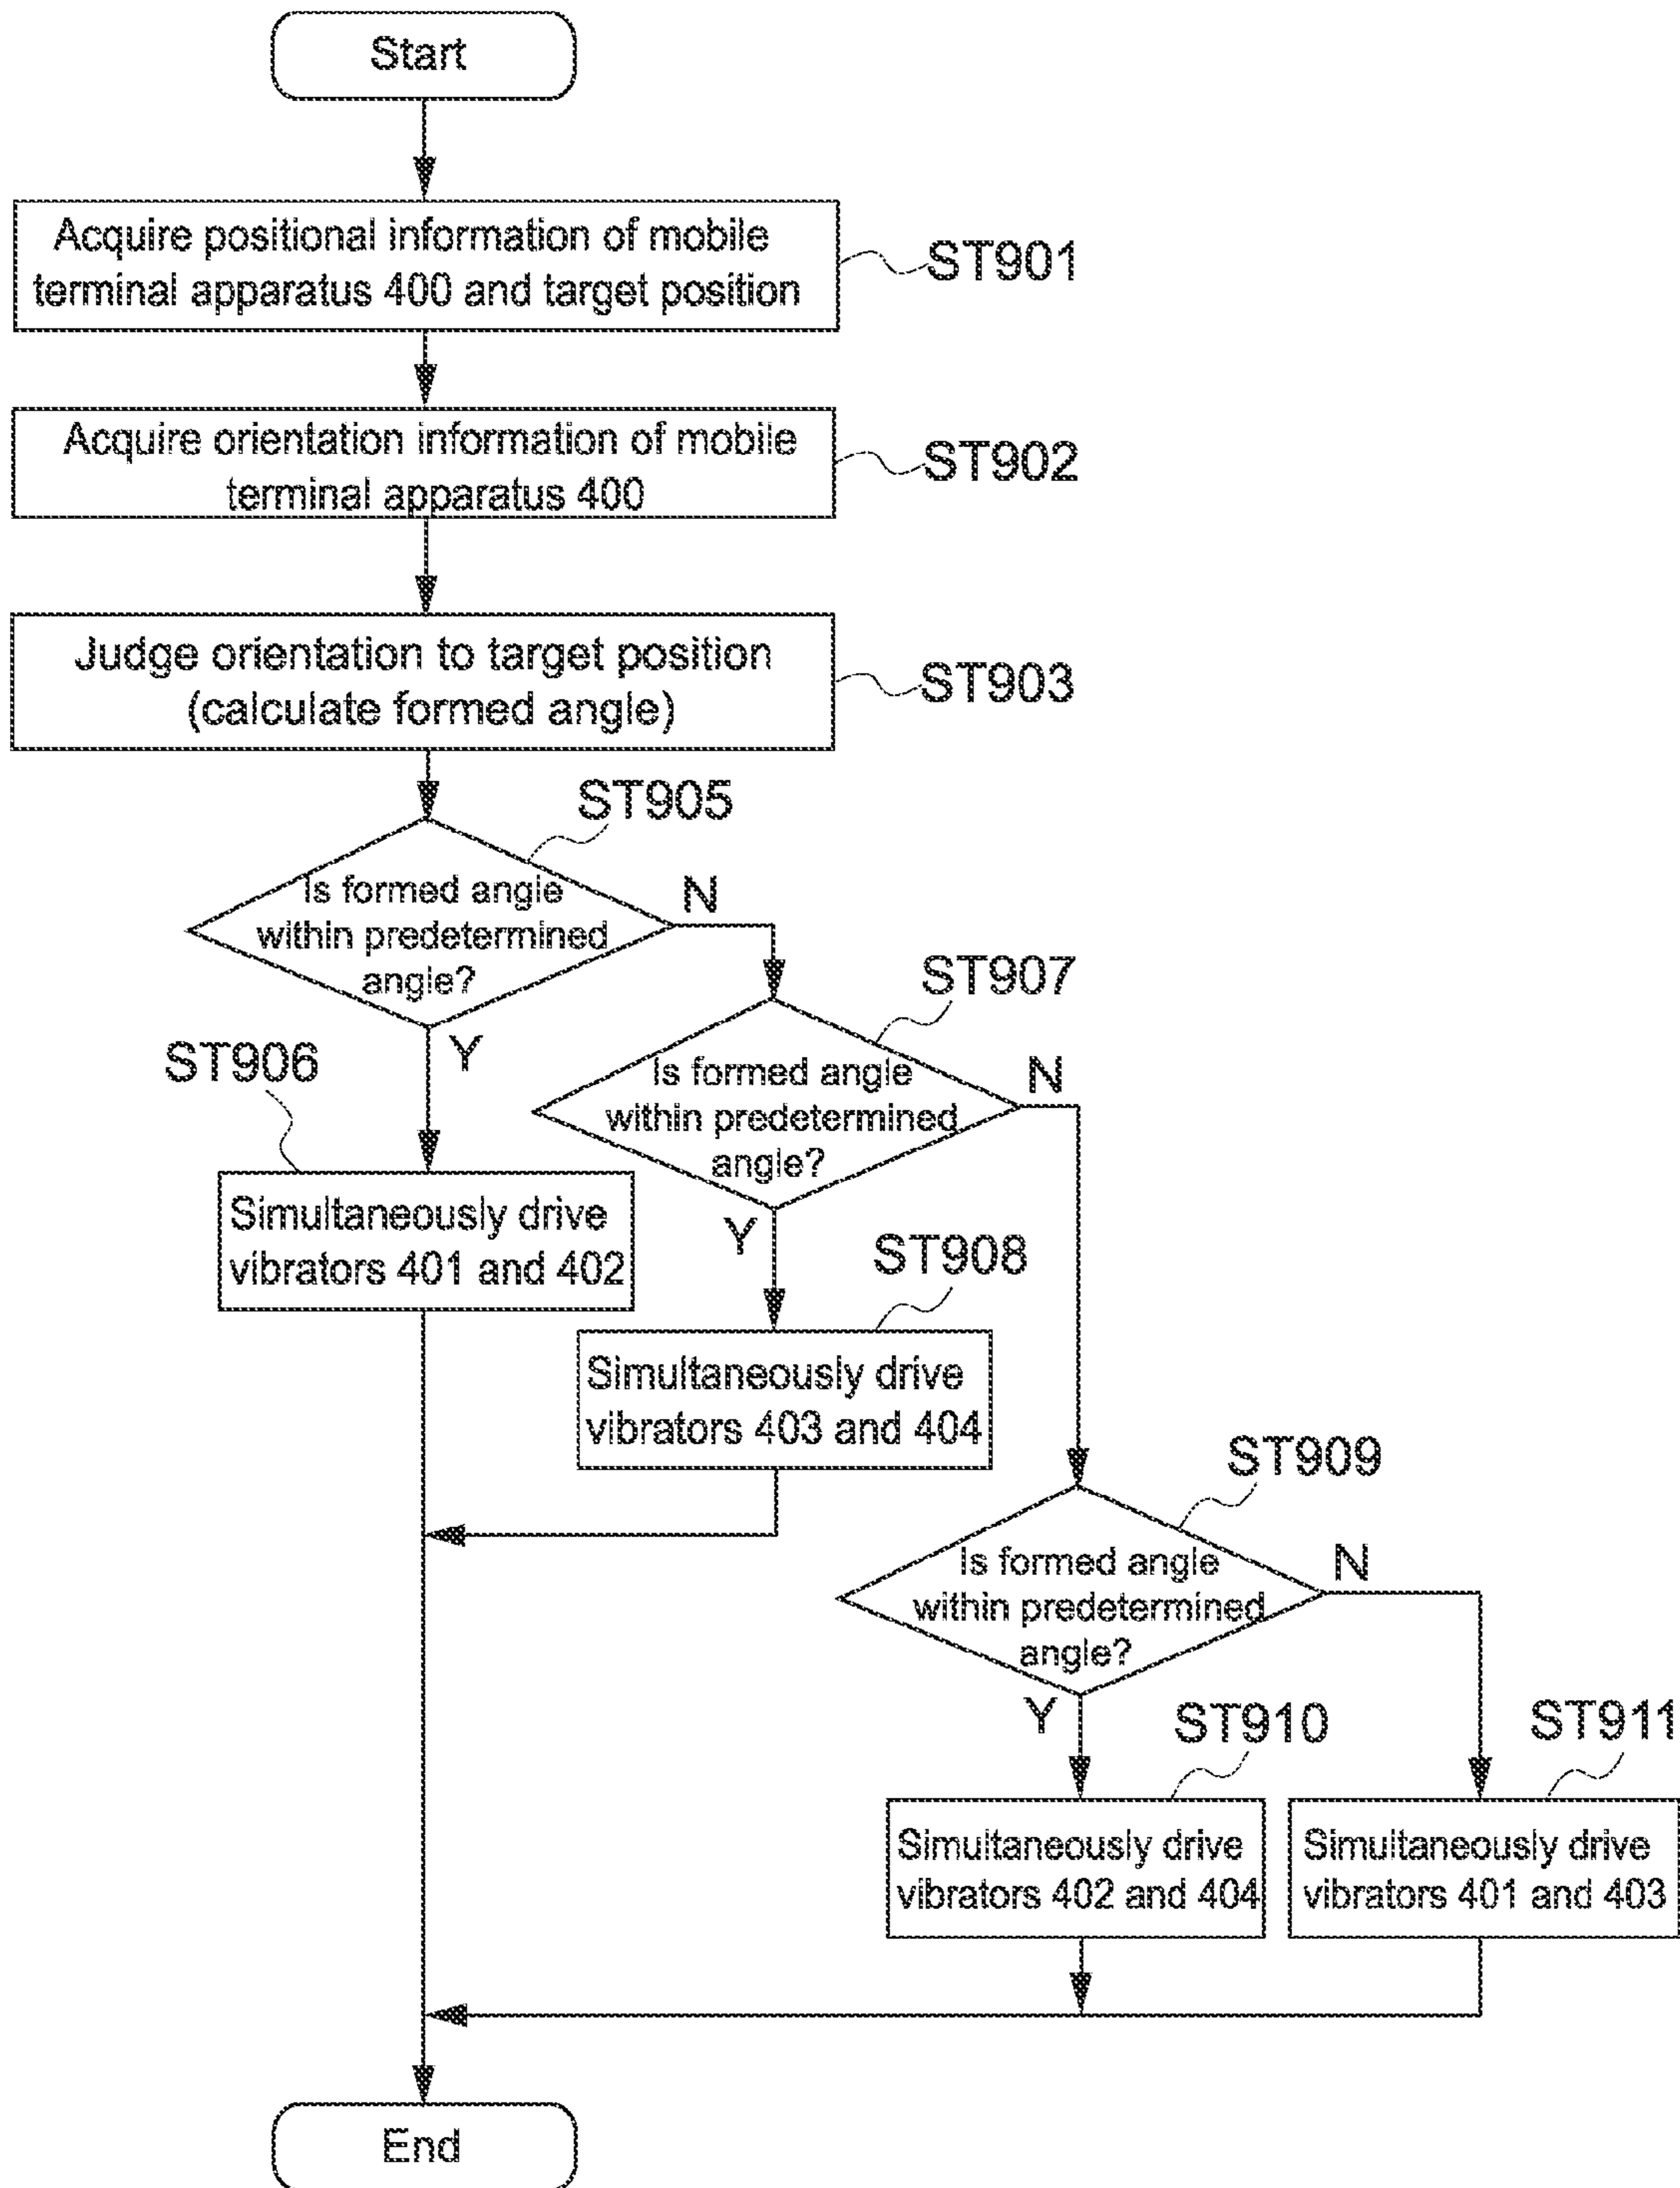 Start
Acquire positional information of mobile
terminal apparatus 400 and target position
ST901
Acquire orientation information of mobile
terminal apparatus 400
ST902
Judge orientation to target position
(calculate formed angle)
ST903
ST905
Is formed angle
within predetermined
angle?
N
Y
ST907
Is formed angle
within predetermined
angle?
N
Y
ST906
Simultaneously drive
vibrators 401 and 402
ST908
Simultaneously drive
vibrators 403 and 404
ST909
Is formed angle
within predetermined
angle?
N
Y
ST910
Simultaneously drive
vibrators 402 and 404
ST911
Simultaneously drive
vibrators 401 and 403
End